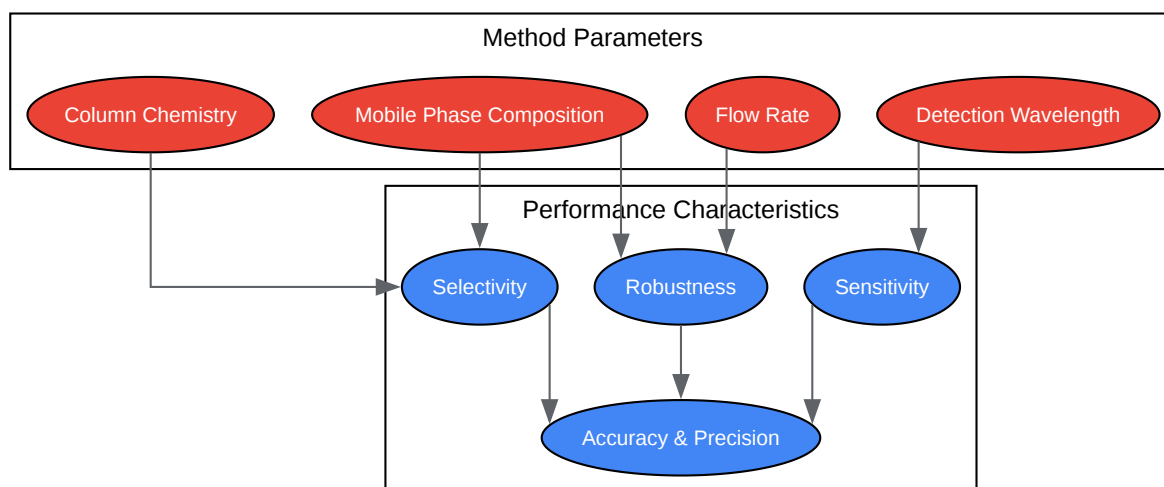 Method Parameters
Column Chemistry
Mobile Phase Composition
Flow Rate
Detection Wavelength
Performance Characteristics
Selectivity
Robustness
Sensitivity
Accuracy & Precision